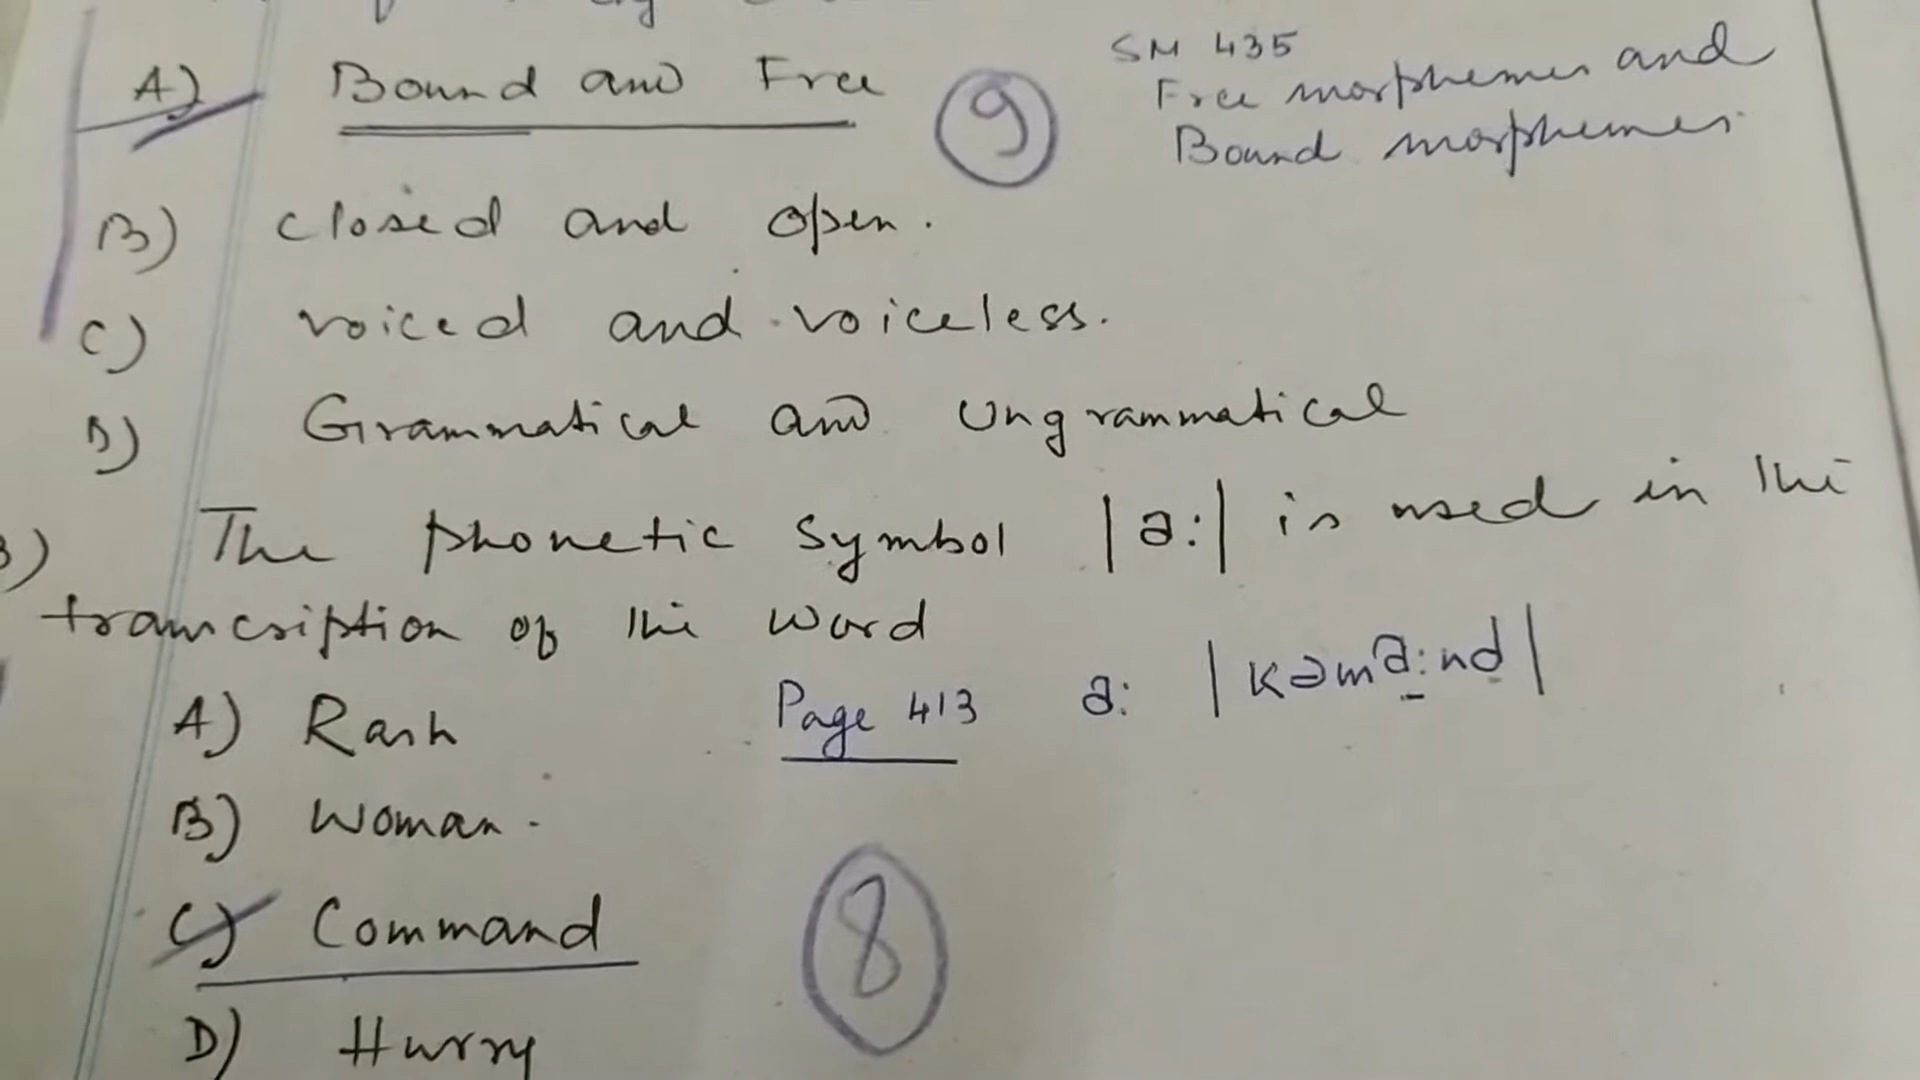 A) Bound and Free
9
SM 435
Free morphemes and
Bound morphemes.
B) closed and open.
C) voiced and voiceless.
D) Grammatical and Ungrammatical
The phonetic symbol |a:| is used in the
transcription of the word
A) Rash
Page 413
a: |kəma:nd|
B) Woman.
C) Command
8
D) Hurry